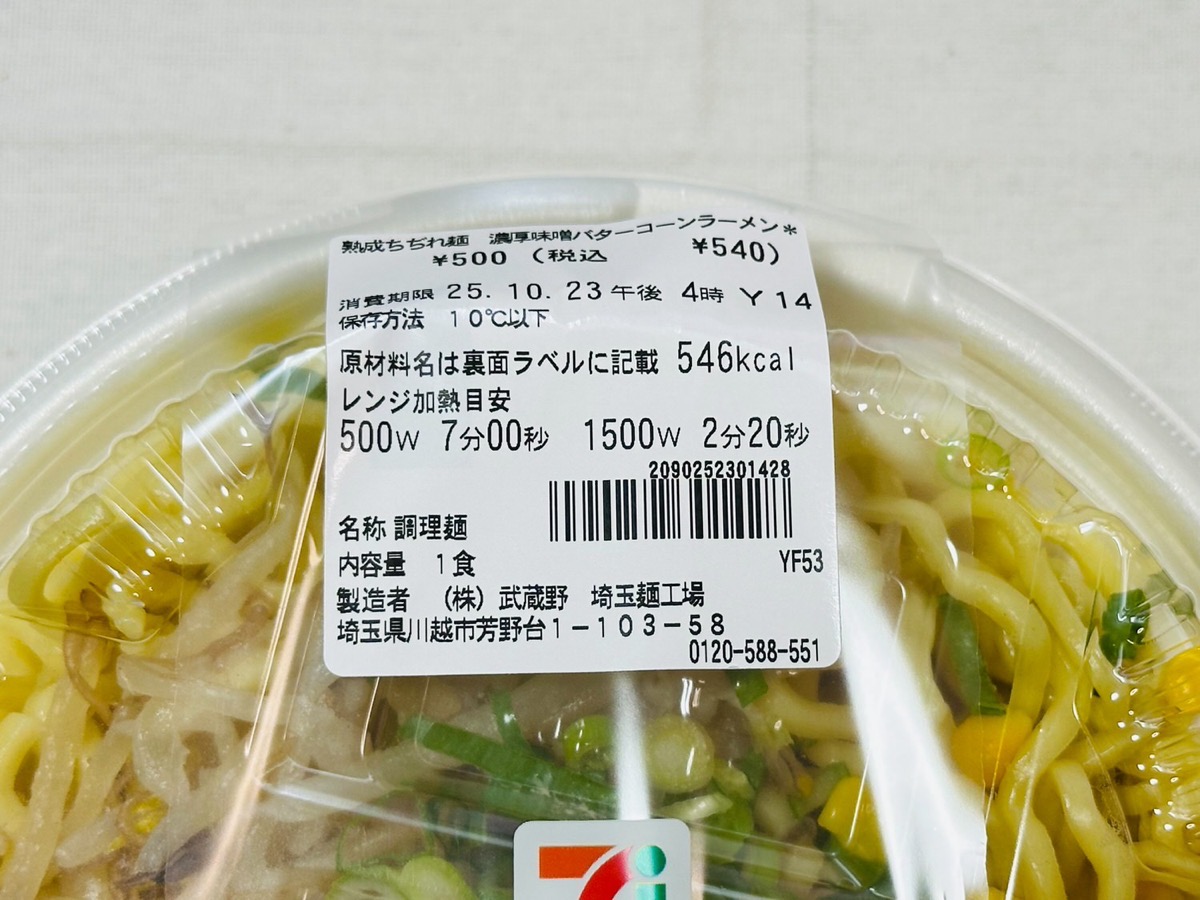 熟成ちぢれ麺 濃厚味噌バターコーンラーメン*
¥500 (税込 ¥540)
消費期限 25.10.23午後 4時 Y14
保存方法 10℃以下
原材料名は裏面ラベルに記載 546kcal
レンジ加熱目安
500W 7分00秒 1500W 2分20秒
2090252301428
名称 調理麺
内容量 1食
YF53
製造者 (株) 武蔵野 埼玉麺工場
埼玉県川越市芳野台1-103-58
0120-588-551
7i